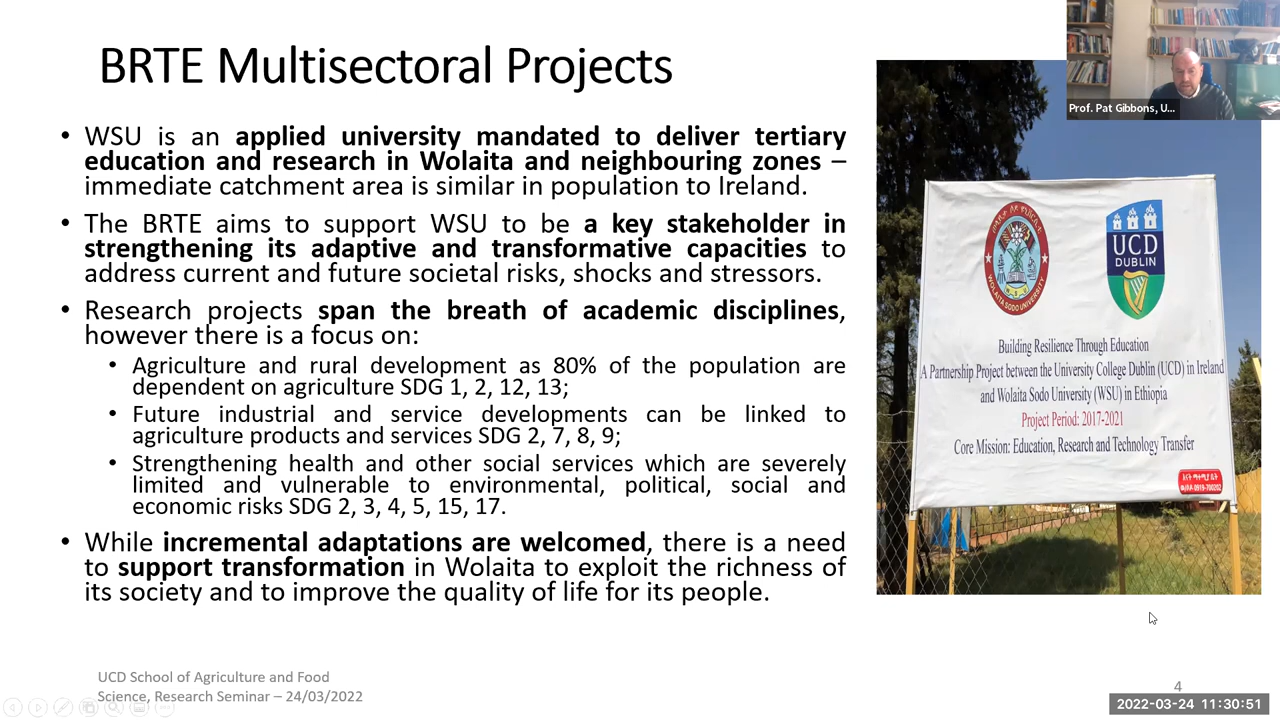 BRTE Multisectoral Projects
• WSU is an applied university mandated to deliver tertiary
education and research in Wolaita and neighbouring zones –
immediate catchment area is similar in population to Ireland.
• The BRTE aims to support WSU to be a key stakeholder in
strengthening its adaptive and transformative capacities to
address current and future societal risks, shocks and stressors.
• Research projects span the breath of academic disciplines,
however there is a focus on:
• Agriculture and rural development as 80% of the population are
dependent on agriculture SDG 1, 2, 12, 13;
• Future industrial and service developments can be linked to
agriculture products and services SDG 2, 7, 8, 9;
• Strengthening health and other social services which are severely
limited and vulnerable to environmental, political, social and
economic risks SDG 2, 3, 4, 5, 15, 17.
• While incremental adaptations are welcomed, there is a need
to support transformation in Wolaita to exploit the richness of
its society and to improve the quality of life for its people.
Prof. Pat Gibbons, U...
WOLAITA SODO UNIVERSITY
UCD
DUBLIN
Building Resilience Through Education
A Partnership Project between the University College Dublin (UCD) in Ireland
and Wolaita Sodo University (WSU) in Ethiopia
Project Period: 2017-2021
Core Mission: Education, Research and Technology Transfer
UCD School of Agriculture and Food
Science, Research Seminar – 24/03/2022
4
2022-03-24 11:30:51